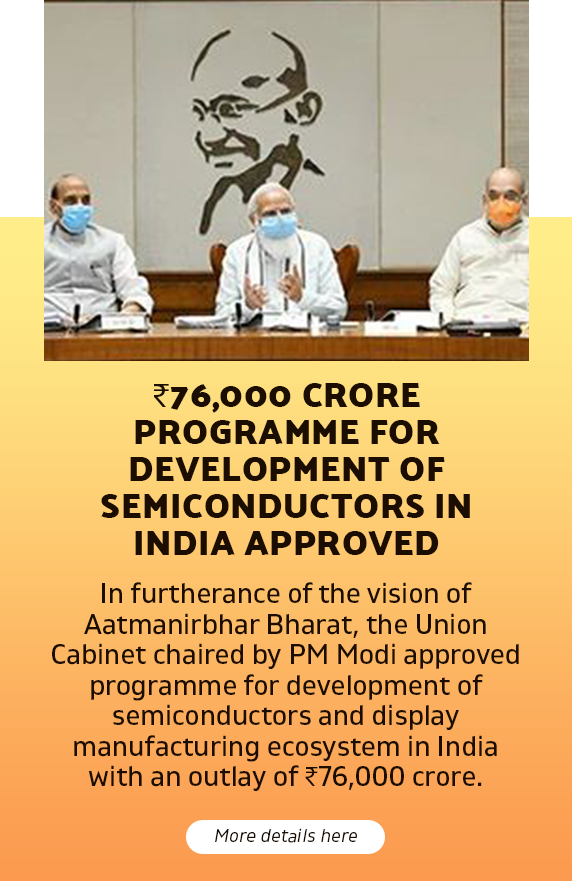 ₹76,000 CRORE
PROGRAMME FOR
DEVELOPMENT OF
SEMICONDUCTORS IN
INDIA APPROVED
In furtherance of the vision of
Aatmanirbhar Bharat, the Union
Cabinet chaired by PM Modi approved
programme for development of
semiconductors and display
manufacturing ecosystem in India
with an outlay of ₹76,000 crore.
More details here